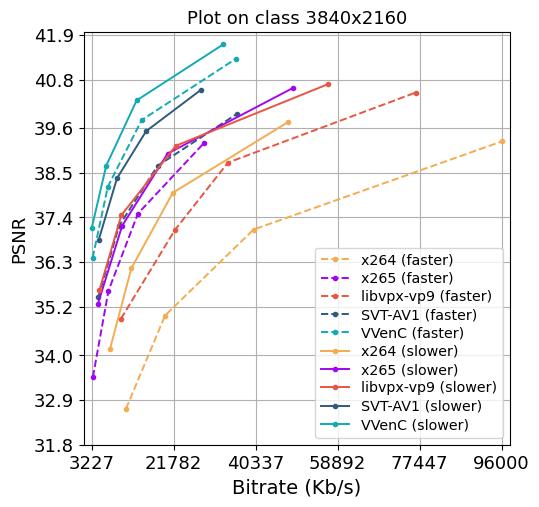 Plot on class 3840x2160
41.9
40.8
39.6
38.5
37.4
36.3
35.2
34.0
32.9
31.8
PSNR
x264 (faster)
x265 (faster)
libvpx-vp9 (faster)
SVT-AV1 (faster)
VVenC (faster)
x264 (slower)
x265 (slower)
libvpx-vp9 (slower)
SVT-AV1 (slower)
VVenC (slower)
3227 21782 40337 58892 77447 96000
Bitrate (Kb/s)